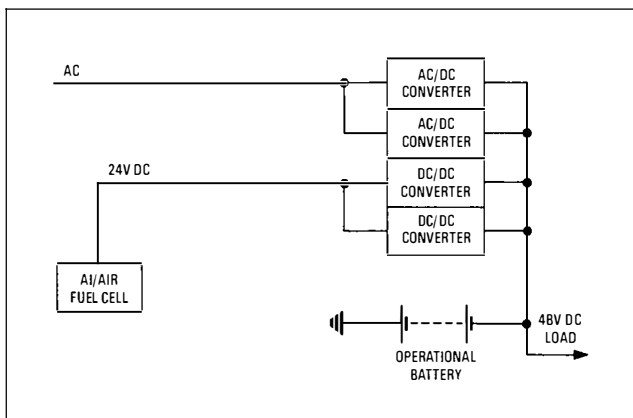 AC
AC/DC
CONVERTER
AC/DC
CONVERTER
24V DC
DC/DC
CONVERTER
DC/DC
CONVERTER
Al/AIR
FUEL CELL
48V DC
LOAD
OPERATIONAL
BATTERY